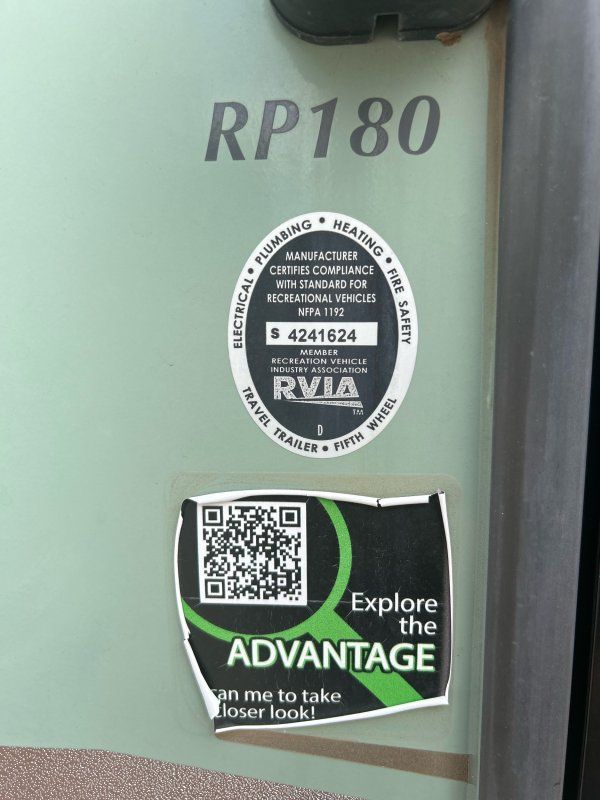 RP180
ELECTRICAL • PLUMBING • HEATING • FIRE SAFETY
MANUFACTURER
CERTIFIES COMPLIANCE
WITH STANDARD FOR
RECREATIONAL VEHICLES
NFPA 1192
S 4241624
MEMBER
RECREATION VEHICLE
INDUSTRY ASSOCIATION
RVIA
TM
D
TRAVEL TRAILER • FIFTH WHEEL
Explore
the
ADVANTAGE
can me to take
closer look!